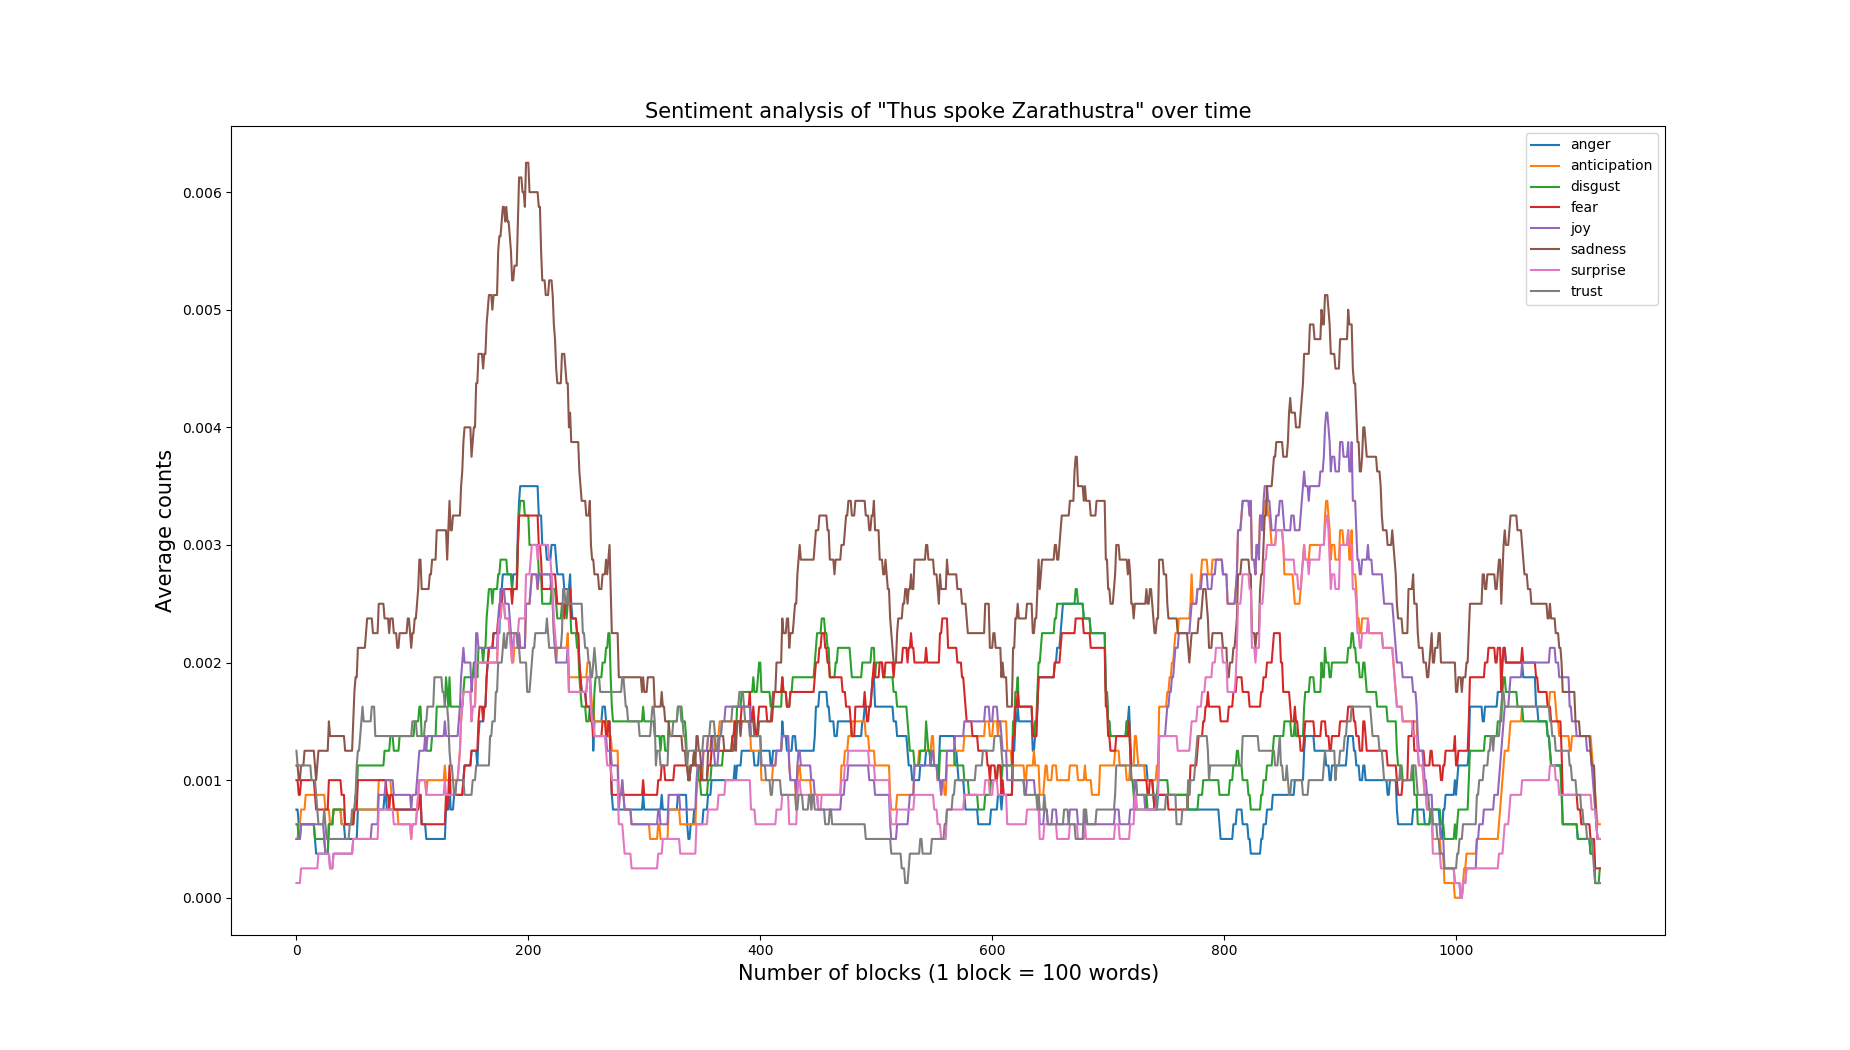 Sentiment analysis of "Thus spoke Zarathustra" over time
anger
anticipation
disgust
fear
joy
sadness
surprise
trust
0.006
0.005
0.004
0.003
0.002
0.001
0.000
Average counts
0 200 400 600 800 1000
Number of blocks (1 block = 100 words)